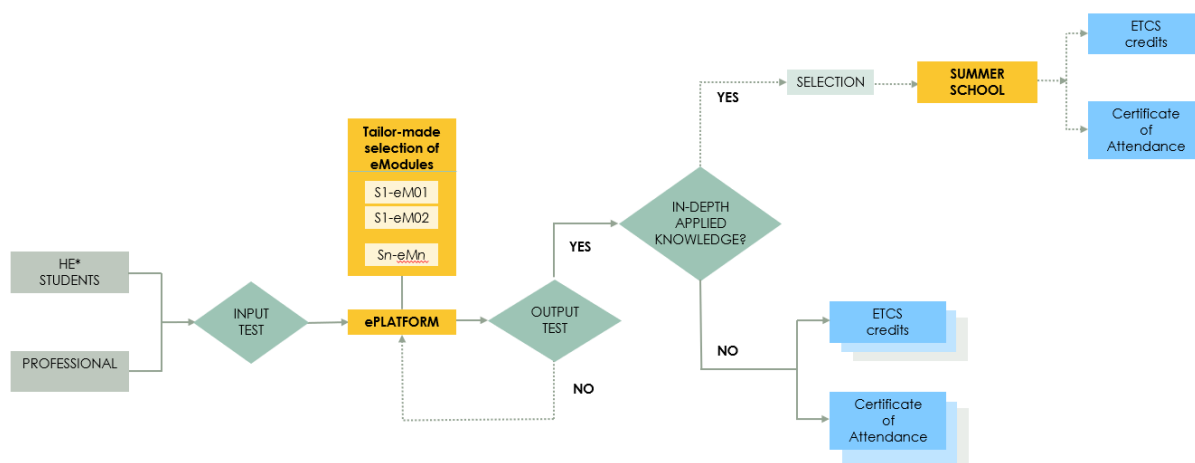 HE*
STUDENTS
PROFESSIONAL
INPUT
TEST
Tailor-made
selection of
eModules
S1-eM01
S1-eM02
Sn-eMn
ePLATFORM
OUTPUT
TEST
YES
NO
IN-DEPTH
APPLIED
KNOWLEDGE?
YES
NO
SELECTION
SUMMER
SCHOOL
ETCS
credits
Certificate
of
Attendance
ETCS
credits
Certificate
of
Attendance